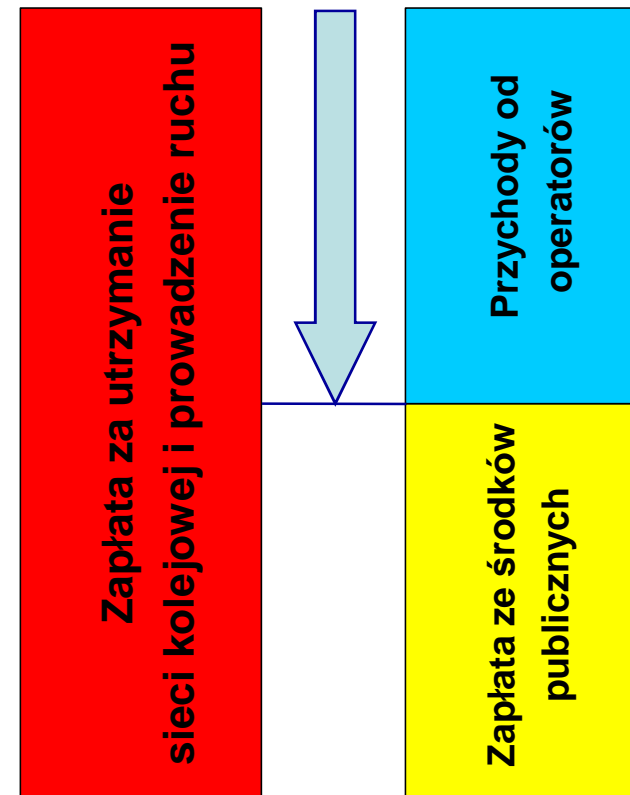 Zapłata za utrzymanie
sieci kolejowej i prowadzenie ruchu
Przychody od
operatorów
Zapłata ze środków
publicznych